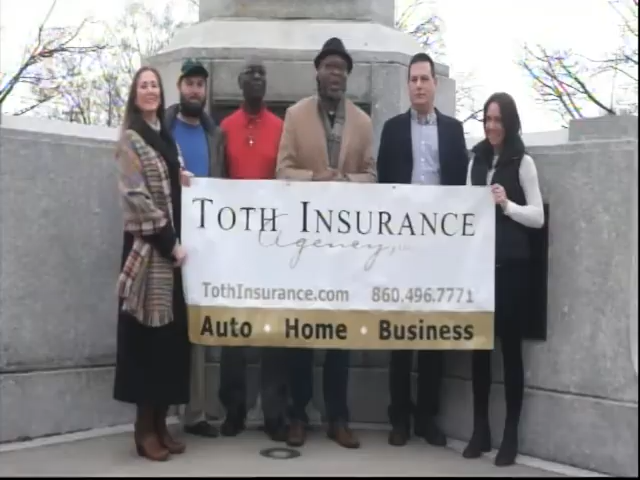 TOTH INSURANCE
Agency,
TothInsurance.com 860.496.7771
Auto • Home • Business